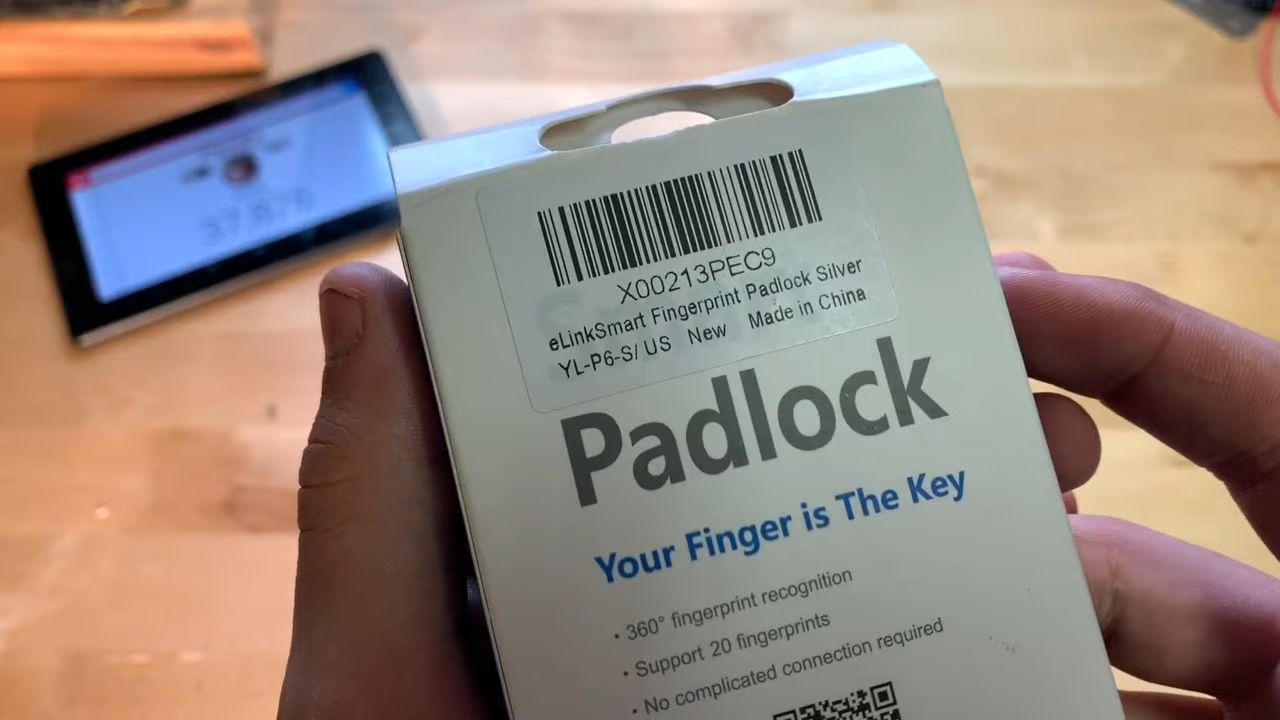 X00213PEC9
eLinkSmart Fingerprint Padlock Silver
YL-P6-S/ US New Made in China
Padlock
Your Finger is The Key
· 360° fingerprint recognition
· Support 20 fingerprints
· No complicated connection required